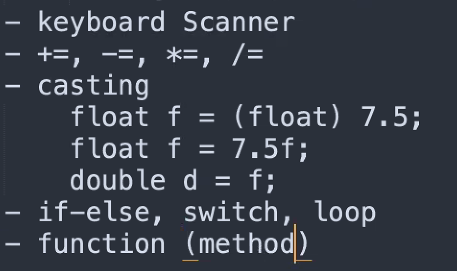 - keyboard Scanner
- +=, -=, *=, /=
- casting
float f = (float) 7.5;
float f = 7.5f;
double d = f;
- if-else, switch, loop
- function (method)